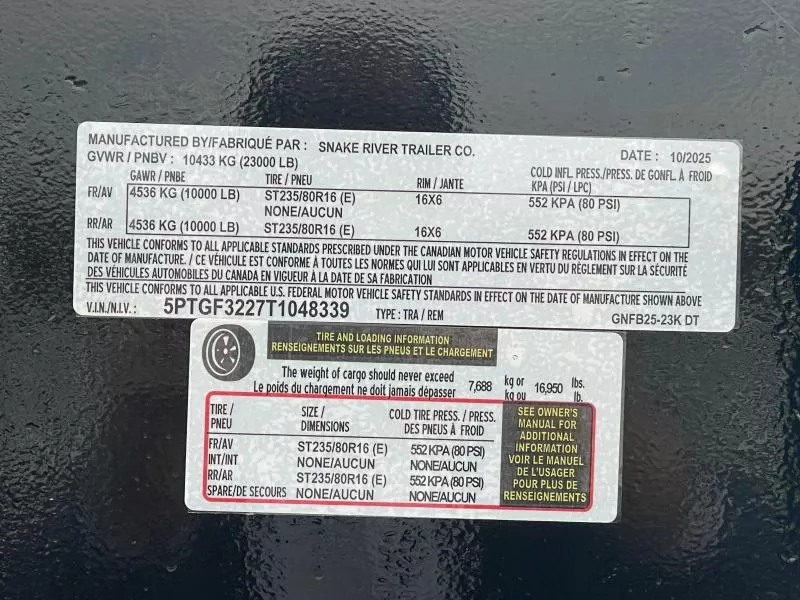 MANUFACTURED BY/FABRIQUÉ PAR : SNAKE RIVER TRAILER CO. DATE : 10/2025
GVWR / PNBV : 10433 KG (23000 LB)
GAWR / PNBE TIRE / PNEU RIM / JANTE COLD INFL. PRESS./PRESS. DE GONFL. À FROID
KPA (PSI / LPC)
FR/AV 4536 KG (10000 LB) ST235/80R16 (E) 16X6 552 KPA (80 PSI)
NONE/AUCUN
RR/AR 4536 KG (10000 LB) ST235/80R16 (E) 16X6 552 KPA (80 PSI)
THIS VEHICLE CONFORMS TO ALL APPLICABLE STANDARDS PRESCRIBED UNDER THE CANADIAN MOTOR VEHICLE SAFETY REGULATIONS IN EFFECT ON THE
DATE OF MANUFACTURE. / CE VÉHICULE EST CONFORME À TOUTES LES NORMES QUI LUI SONT APPLICABLES EN VERTU DU RÈGLEMENT SUR LA SÉCURITÉ
DES VÉHICULES AUTOMOBILES DU CANADA EN VIGUEUR À LA DATE DE SA FABRICATION
THIS VEHICLE CONFORMS TO ALL APPLICABLE U.S. FEDERAL MOTOR VEHICLE SAFETY STANDARDS IN EFFECT ON THE DATE OF MANUFACTURE SHOWN ABOVE
V.I.N./N.I.V. : 5PTGF3227T1048339 TYPE : TRA / REM GNFB25-23K DT
TIRE AND LOADING INFORMATION
RENSEIGNEMENTS SUR LES PNEUS ET LE CHARGEMENT
The weight of cargo should never exceed
Le poids du chargement ne doit jamais dépasser 7,688 kg or kg ou 16,950 lbs. lb.
TIRE / PNEU SIZE / DIMENSIONS COLD TIRE PRESS. / PRESS. DES PNEUS À FROID
FR/AV ST235/80R16 (E) 552 KPA (80 PSI)
INT/INT NONE/AUCUN NONE/AUCUN
RR/AR ST235/80R16 (E) 552 KPA (80 PSI)
SPARE/DE SECOURS NONE/AUCUN NONE/AUCUN
SEE OWNER'S
MANUAL FOR
ADDITIONAL
INFORMATION
VOIR LE MANUEL
DE L'USAGER
POUR PLUS DE
RENSEIGNEMENTS